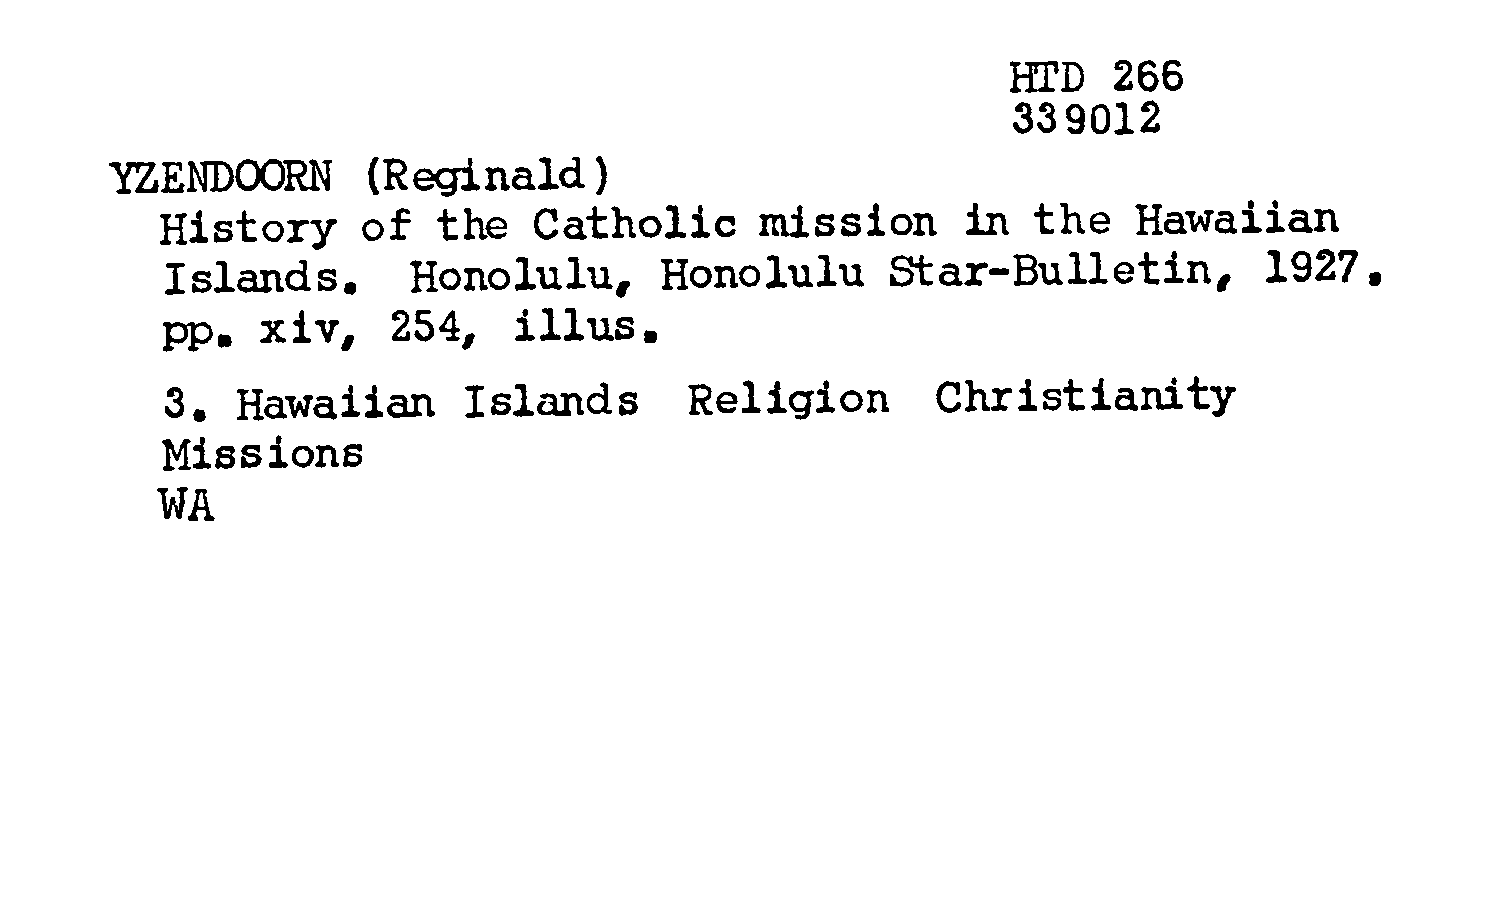 HTD 266
339012
YZENDOORN (Reginald)
History of the Catholic mission in the Hawaiian
Islands. Honolulu, Honolulu Star-Bulletin, 1927.
pp. xiv, 254, illus.
3. Hawaiian Islands Religion Christianity
Missions
WA